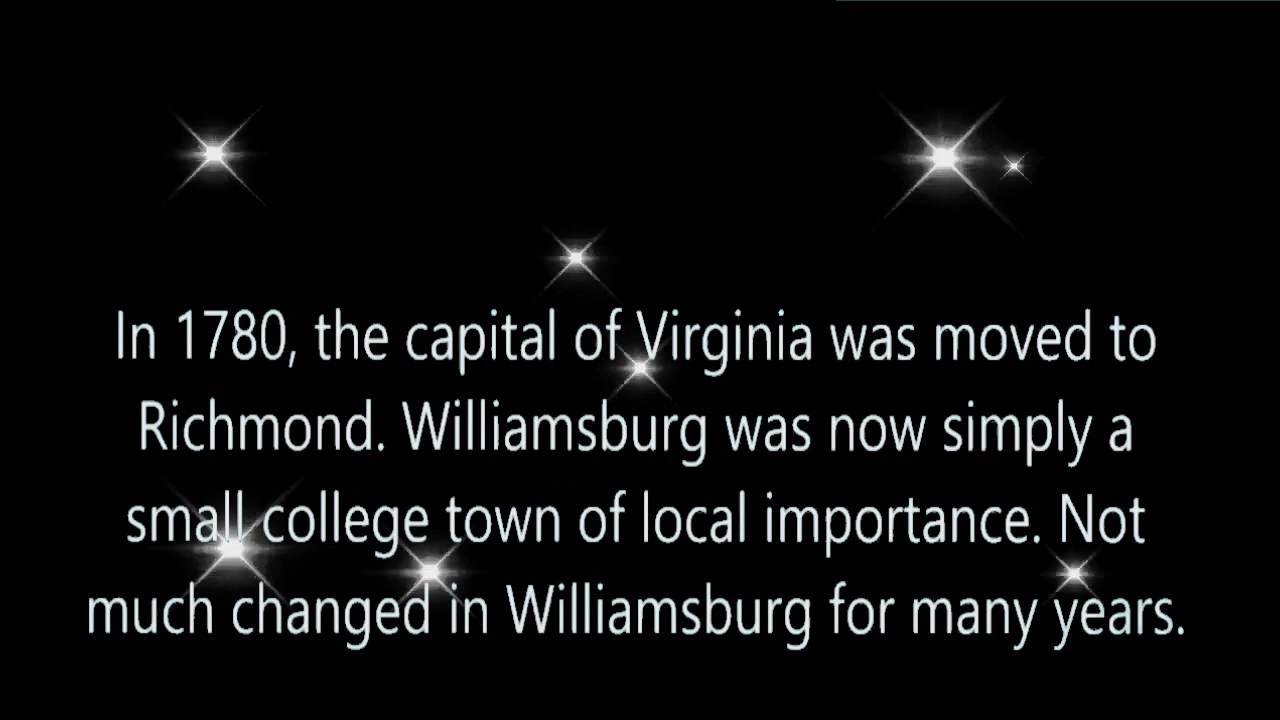 In 1780, the capital of Virginia was moved to
Richmond. Williamsburg was now simply a
small college town of local importance. Not
much changed in Williamsburg for many years.